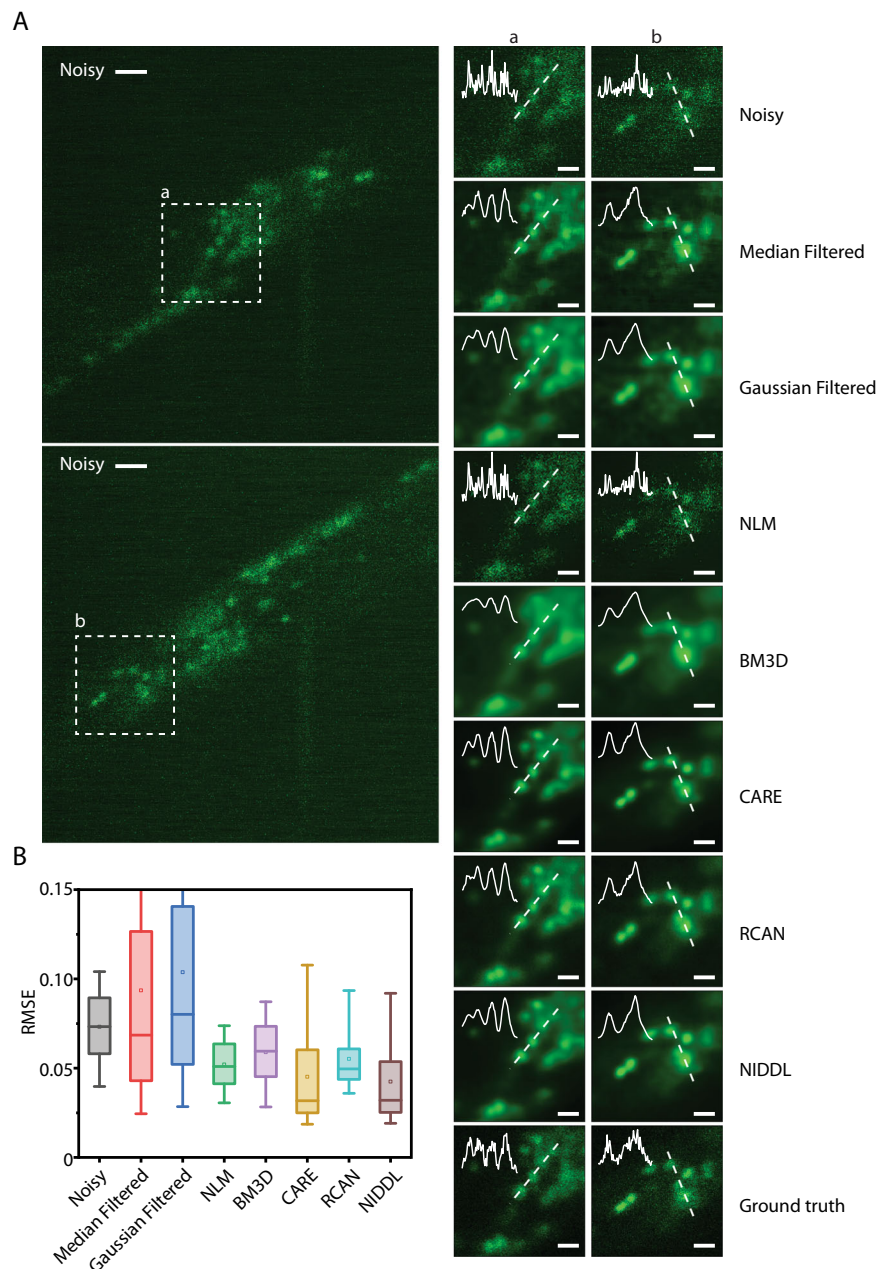 A
Noisy
a
Noisy
b
a
b
Noisy
Median Filtered
Gaussian Filtered
NLM
BM3D
CARE
RCAN
NIDDL
Ground truth
B
0.15
0.10
0.05
0
RMSE
Noisy
Median Filtered
Gaussian Filtered
NLM
BM3D
CARE
RCAN
NIDDL